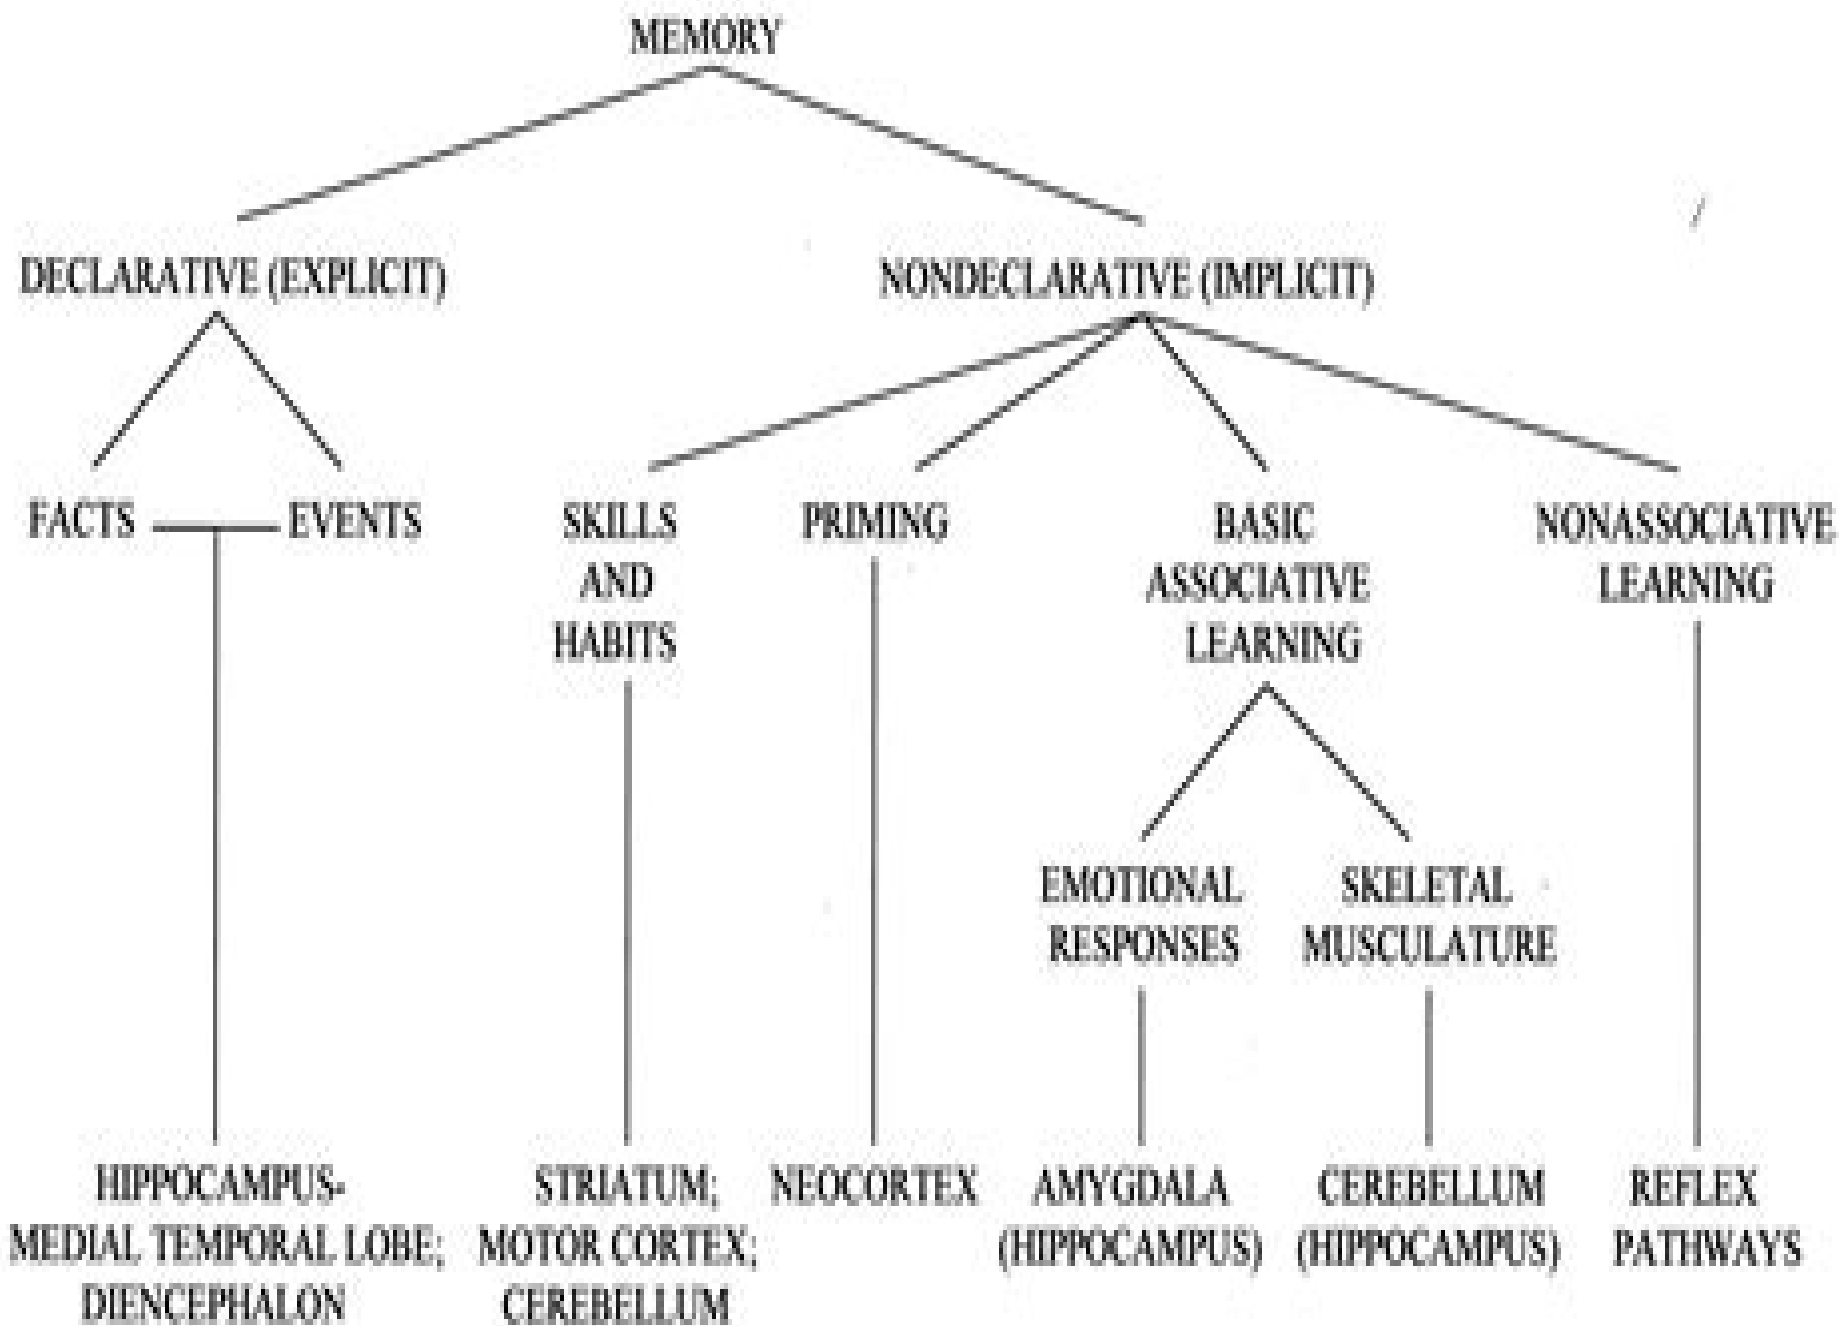 MEMORY
DECLARATIVE (EXPLICIT)
NONDECLARATIVE (IMPLICIT)
FACTS
EVENTS
SKILLS
AND
HABITS
PRIMING
BASIC
ASSOCIATIVE
LEARNING
NONASSOCIATIVE
LEARNING
EMOTIONAL
RESPONSES
SKELETAL
MUSCULATURE
HIPPOCAMPUS-
MEDIAL TEMPORAL LOBE;
DIENCEPHALON
STRIATUM;
MOTOR CORTEX;
CEREBELLUM
NEOCORTEX
AMYGDALA
(HIPPOCAMPUS)
CEREBELLUM
(HIPPOCAMPUS)
REFLEX
PATHWAYS